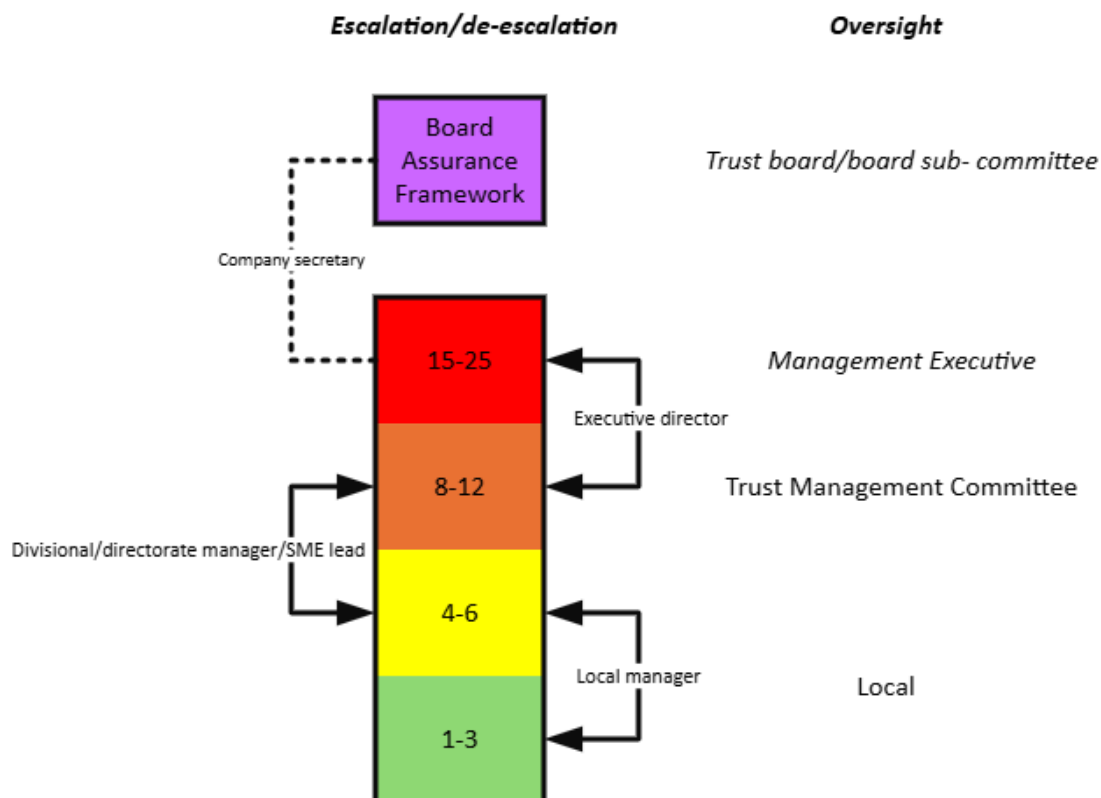 Escalation/de-escalation
Oversight
Board
Assurance
Framework
Trust board/board sub- committee
Company secretary
15-25
Management Executive
Executive director
8-12
Trust Management Committee
Divisional/directorate manager/SME lead
4-6
Local manager
Local
1-3